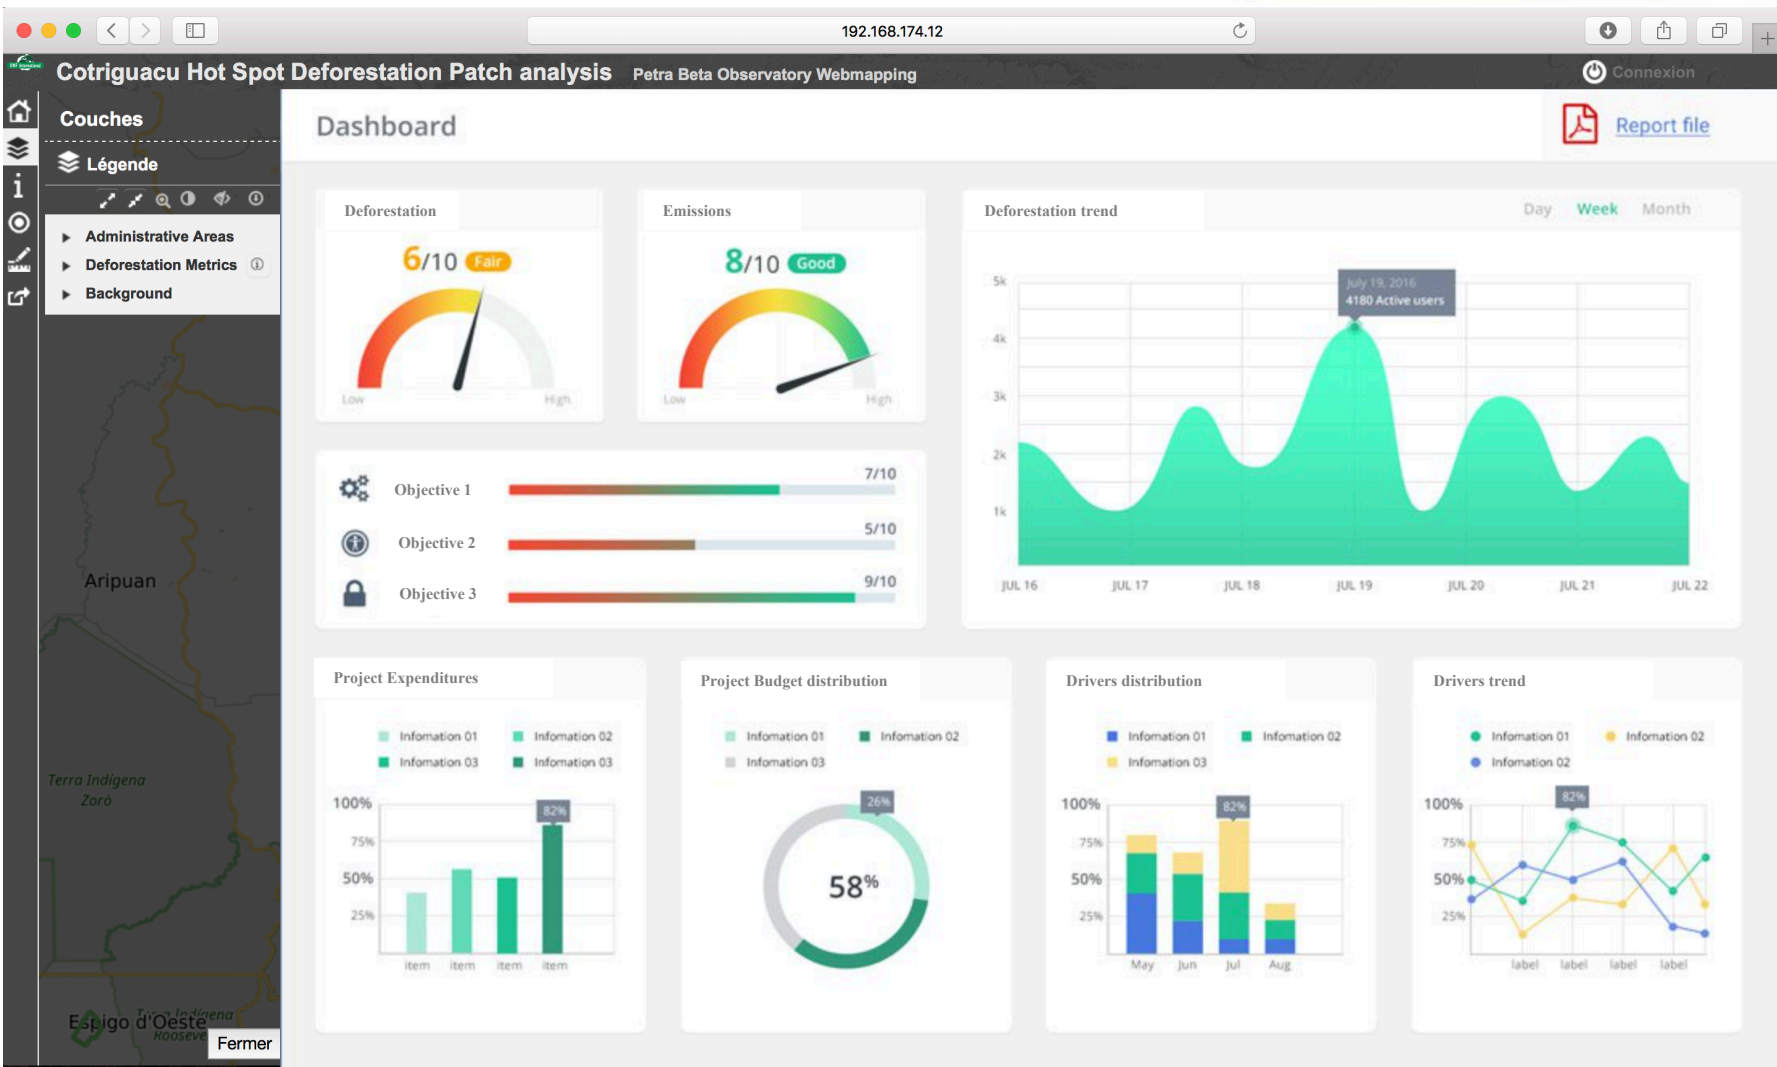 192.168.174.12
Cotriguacu Hot Spot Deforestation Patch analysis Petra Beta Observatory Webmapping
Connexion
Couches
Légende
Administrative Areas
Deforestation Metrics
Background
Aripuan
Terra Indígena
Zoró
Espigo d'Oeste
Terra Indígena
Fermer
Dashboard
Report file
Deforestation
6/10 Fair
Low
High
Emissions
8/10 Good
Low
High
Deforestation trend
Day Week Month
July 19, 2016
4180 Active users
5k
4k
3k
2k
1k
JUL 16 JUL 17 JUL 18 JUL 19 JUL 20 JUL 21 JUL 22
Objective 1
7/10
Objective 2
5/10
Objective 3
9/10
Project Expenditures
Infomation 01 Infomation 02
Infomation 03 Infomation 03
82%
100%
75%
50%
25%
item item item item
Project Budget distribution
Infomation 01 Infomation 02
Infomation 03
26%
58%
Drivers distribution
Infomation 01 Infomation 02
Infomation 03
82%
100%
75%
50%
25%
May Jun Jul Aug
Drivers trend
Infomation 01 Infomation 02
Infomation 02
82%
100%
75%
50%
25%
label label label label